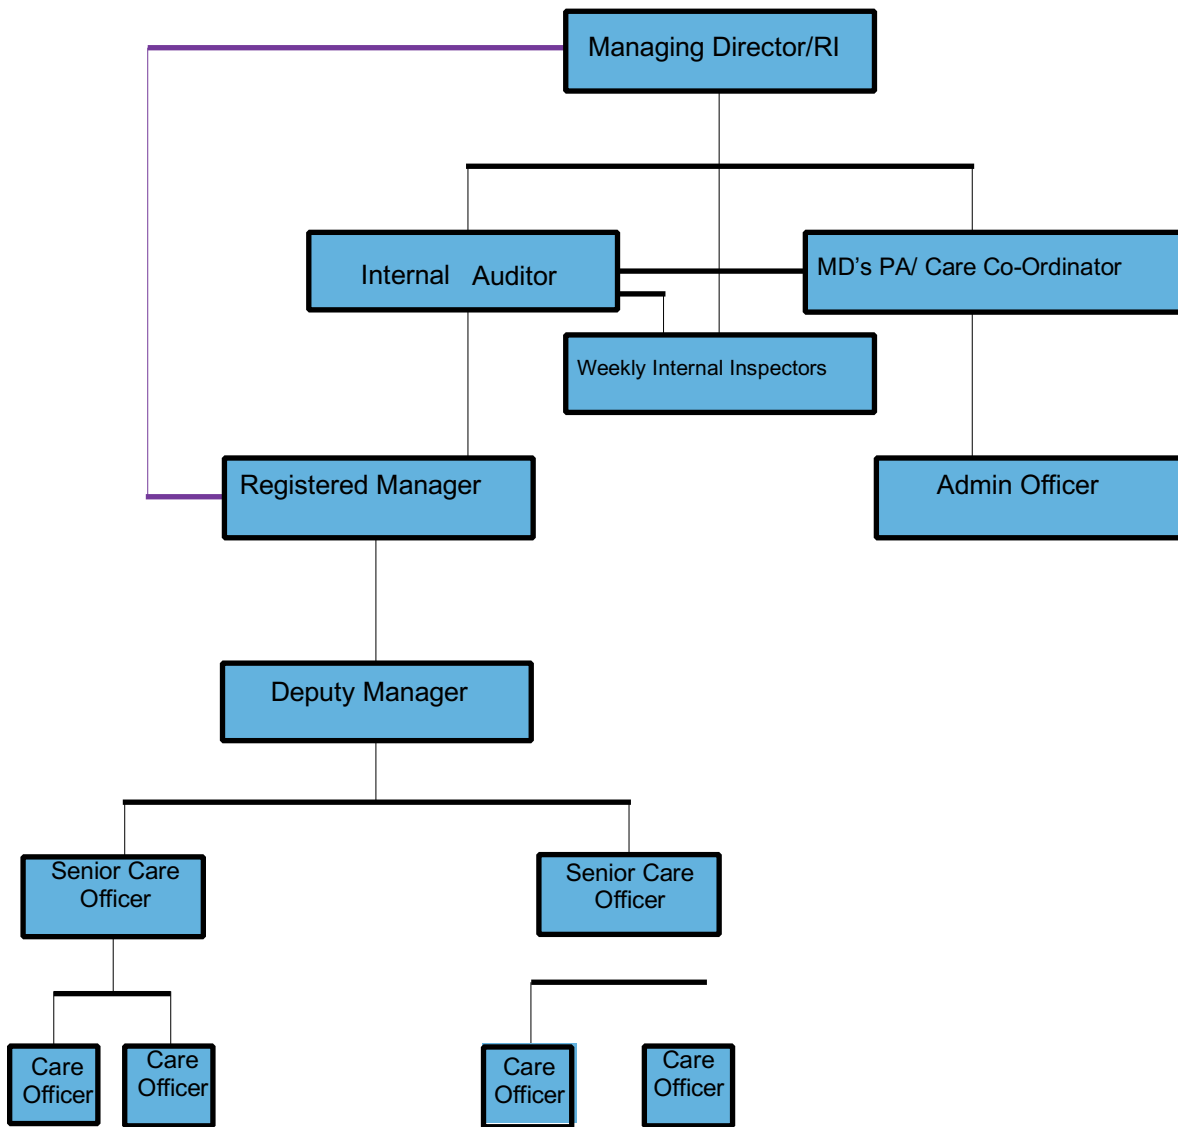 Managing Director/RI
Internal Auditor
MD's PA/ Care Co-Ordinator
Weekly Internal Inspectors
Registered Manager
Admin Officer
Deputy Manager
Senior Care
Officer
Senior Care
Officer
Care
Officer
Care
Officer
Care
Officer
Care
Officer